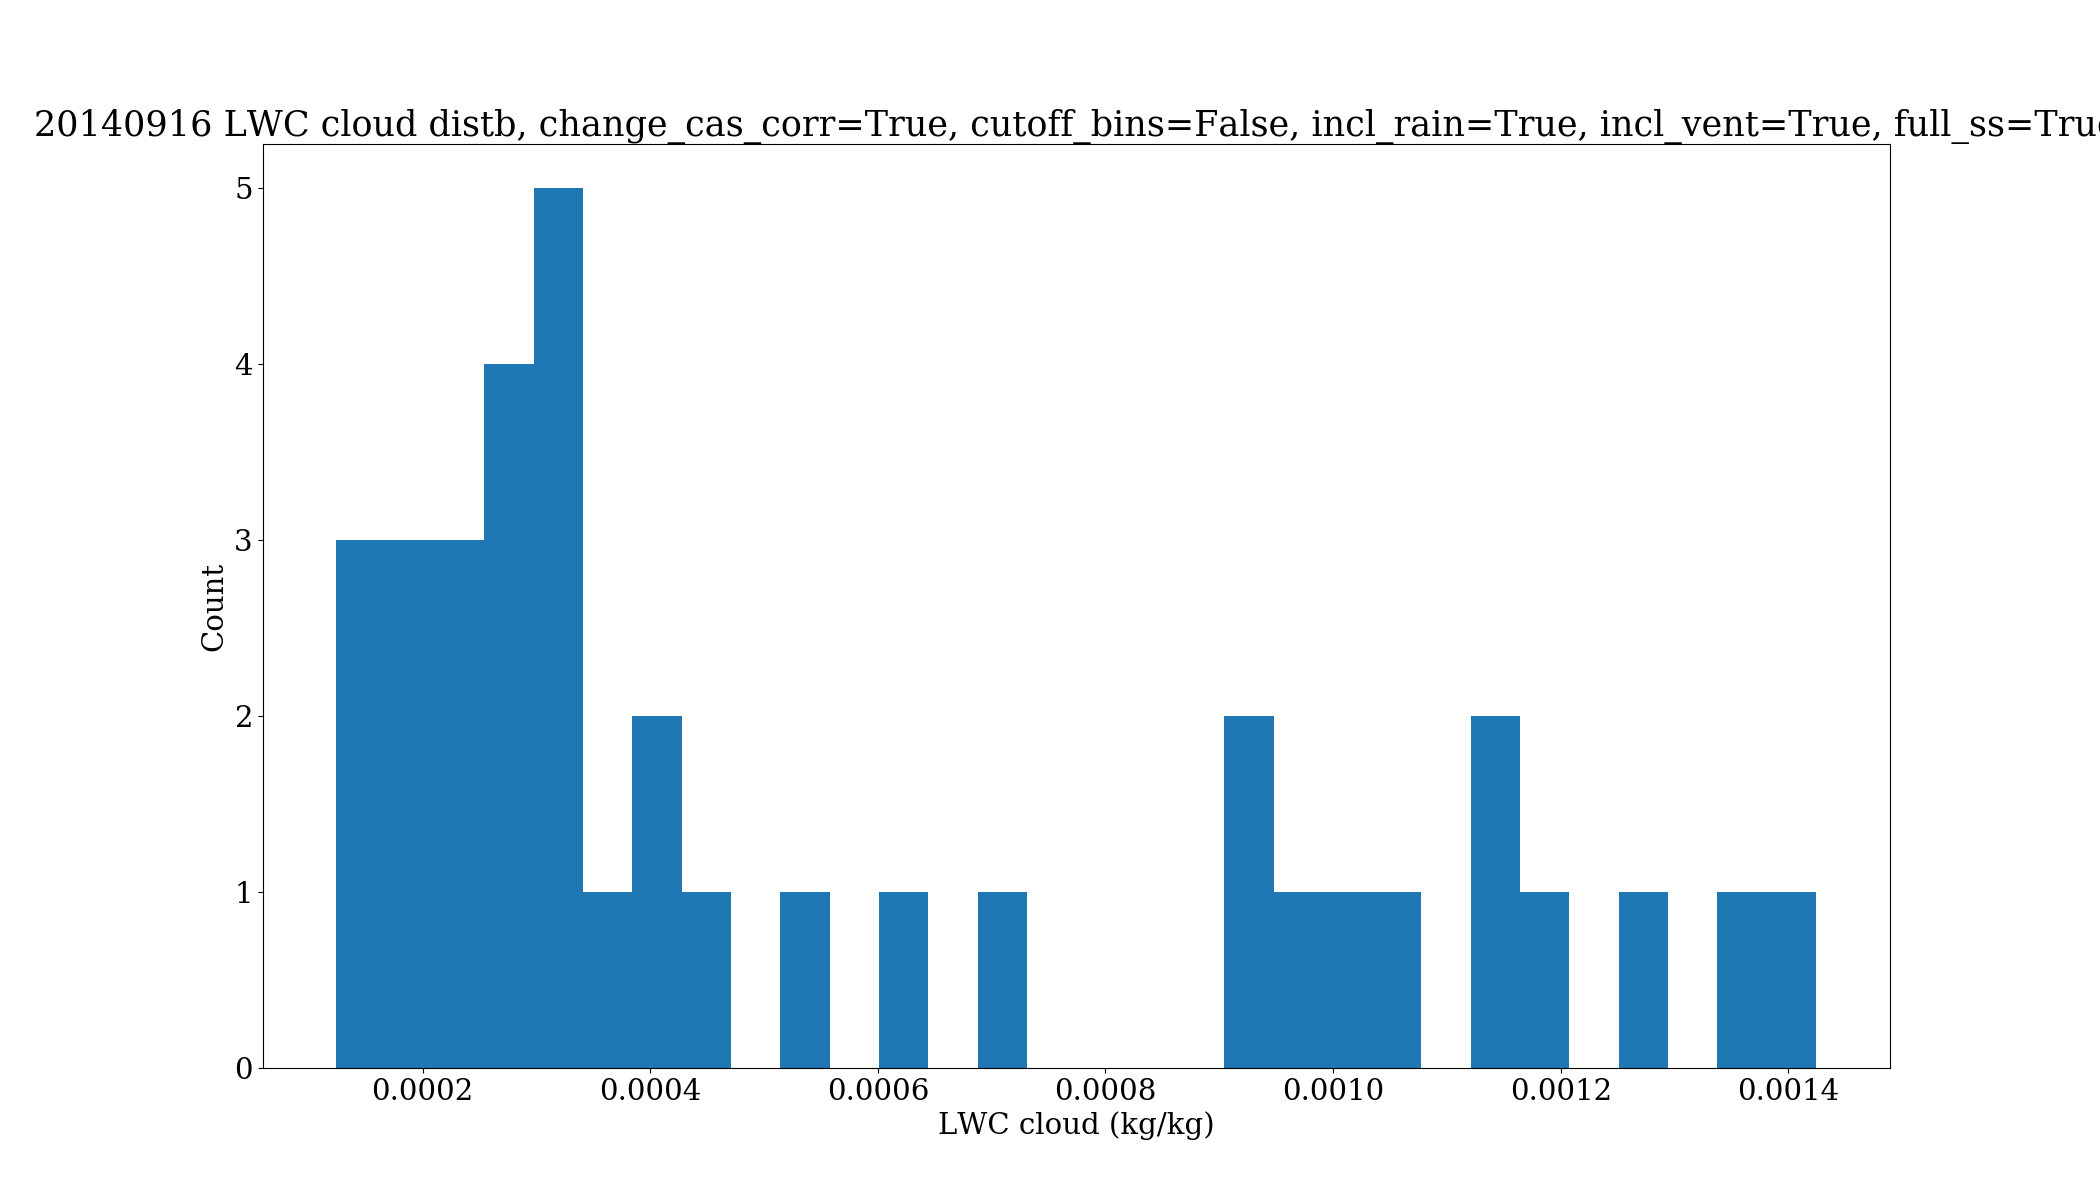 20140916 LWC cloud distb, change_cas_corr=True, cutoff_bins=False, incl_rain=True, incl_vent=True, full_ss=Tru
5
4
3
2
1
0
Count
0.0002 0.0004 0.0006 0.0008 0.0010 0.0012 0.0014
LWC cloud (kg/kg)